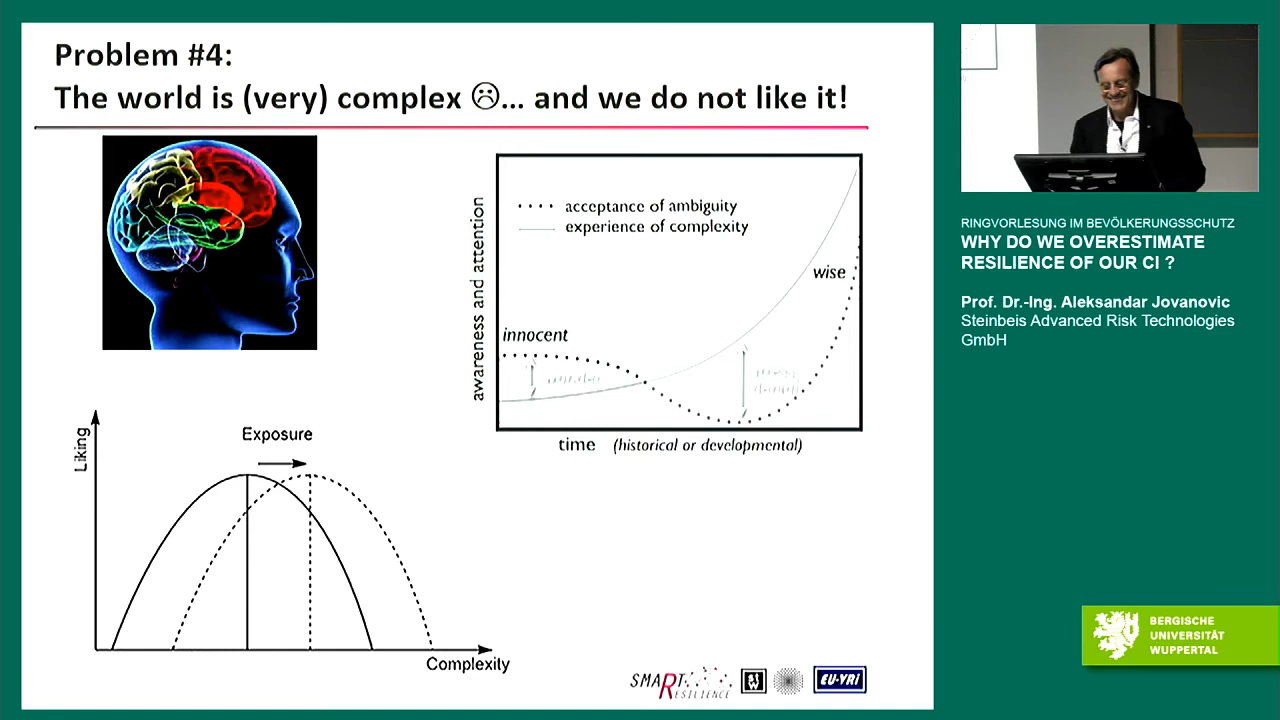 Problem #4:
The world is (very) complex ☹... and we do not like it!
awareness and attention
acceptance of ambiguity
experience of complexity
wise
innocent
time (historical or developmental)
Liking
Exposure
Complexity
SMART
RESILIENCE
EU-VRi
RINGVORLESUNG IM BEVÖLKERUNGSSCHUTZ
WHY DO WE OVERESTIMATE
RESILIENCE OF OUR CI ?
Prof. Dr.-Ing. Aleksandar Jovanovic
Steinbeis Advanced Risk Technologies
GmbH
BERGISCHE
UNIVERSITÄT
WUPPERTAL